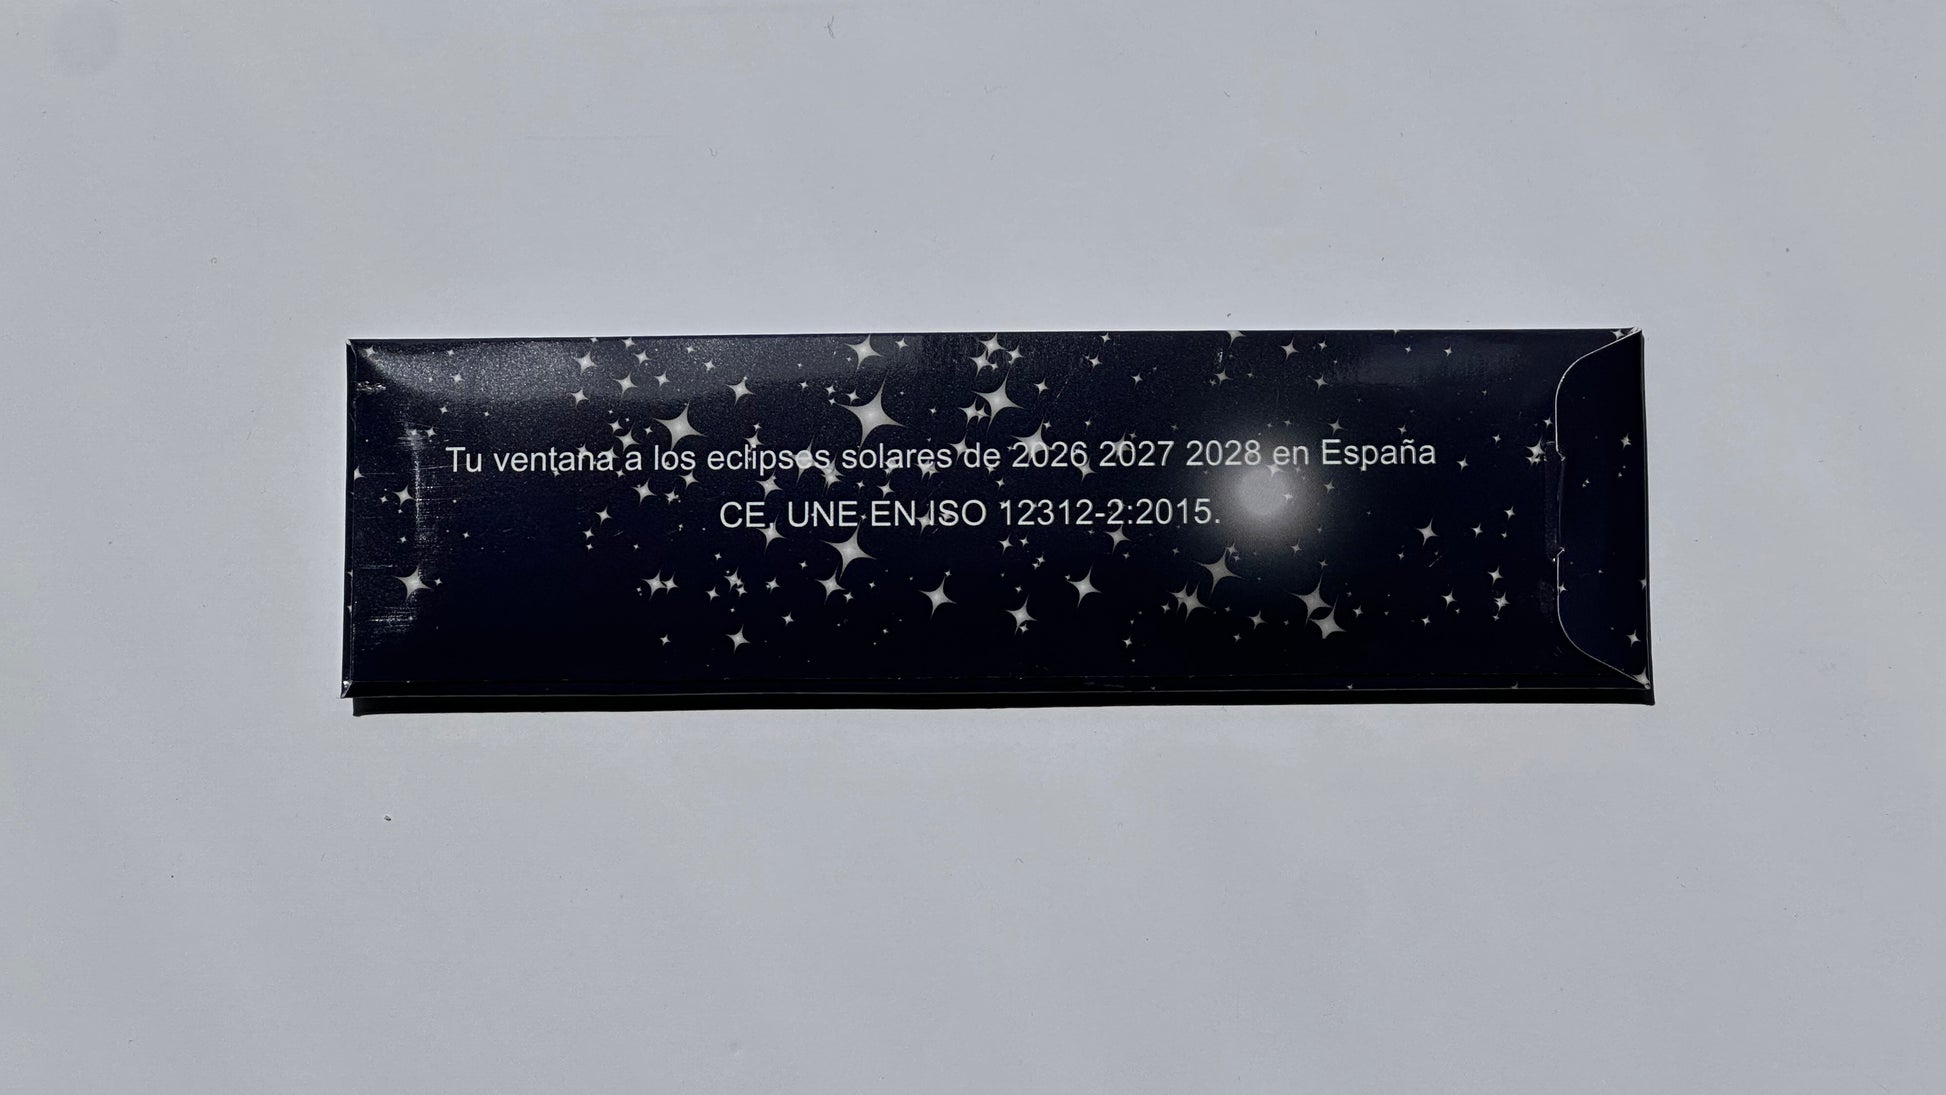 Tu ventana a los eclipses solares de 2026 2027 2028 en España
CE, UNE EN ISO 12312-2:2015.